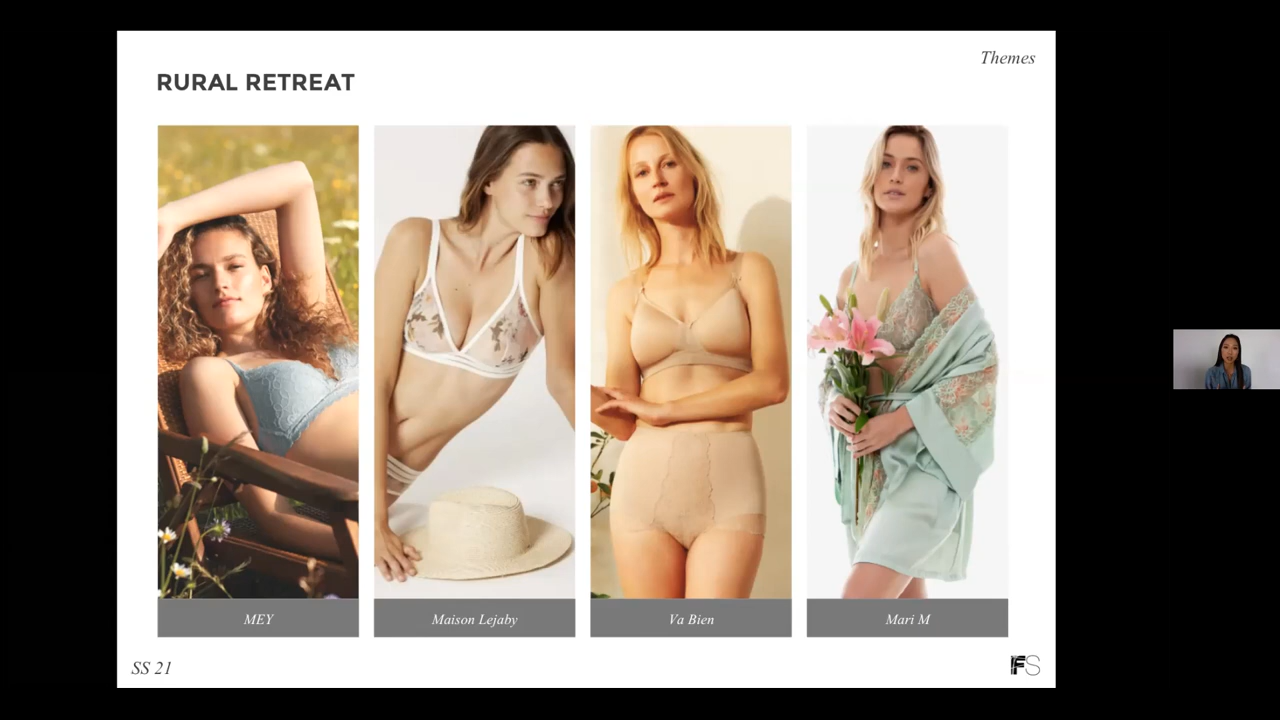 Themes
RURAL RETREAT
MEY
Maison Lejaby
Va Bien
Mari M
SS 21
FS